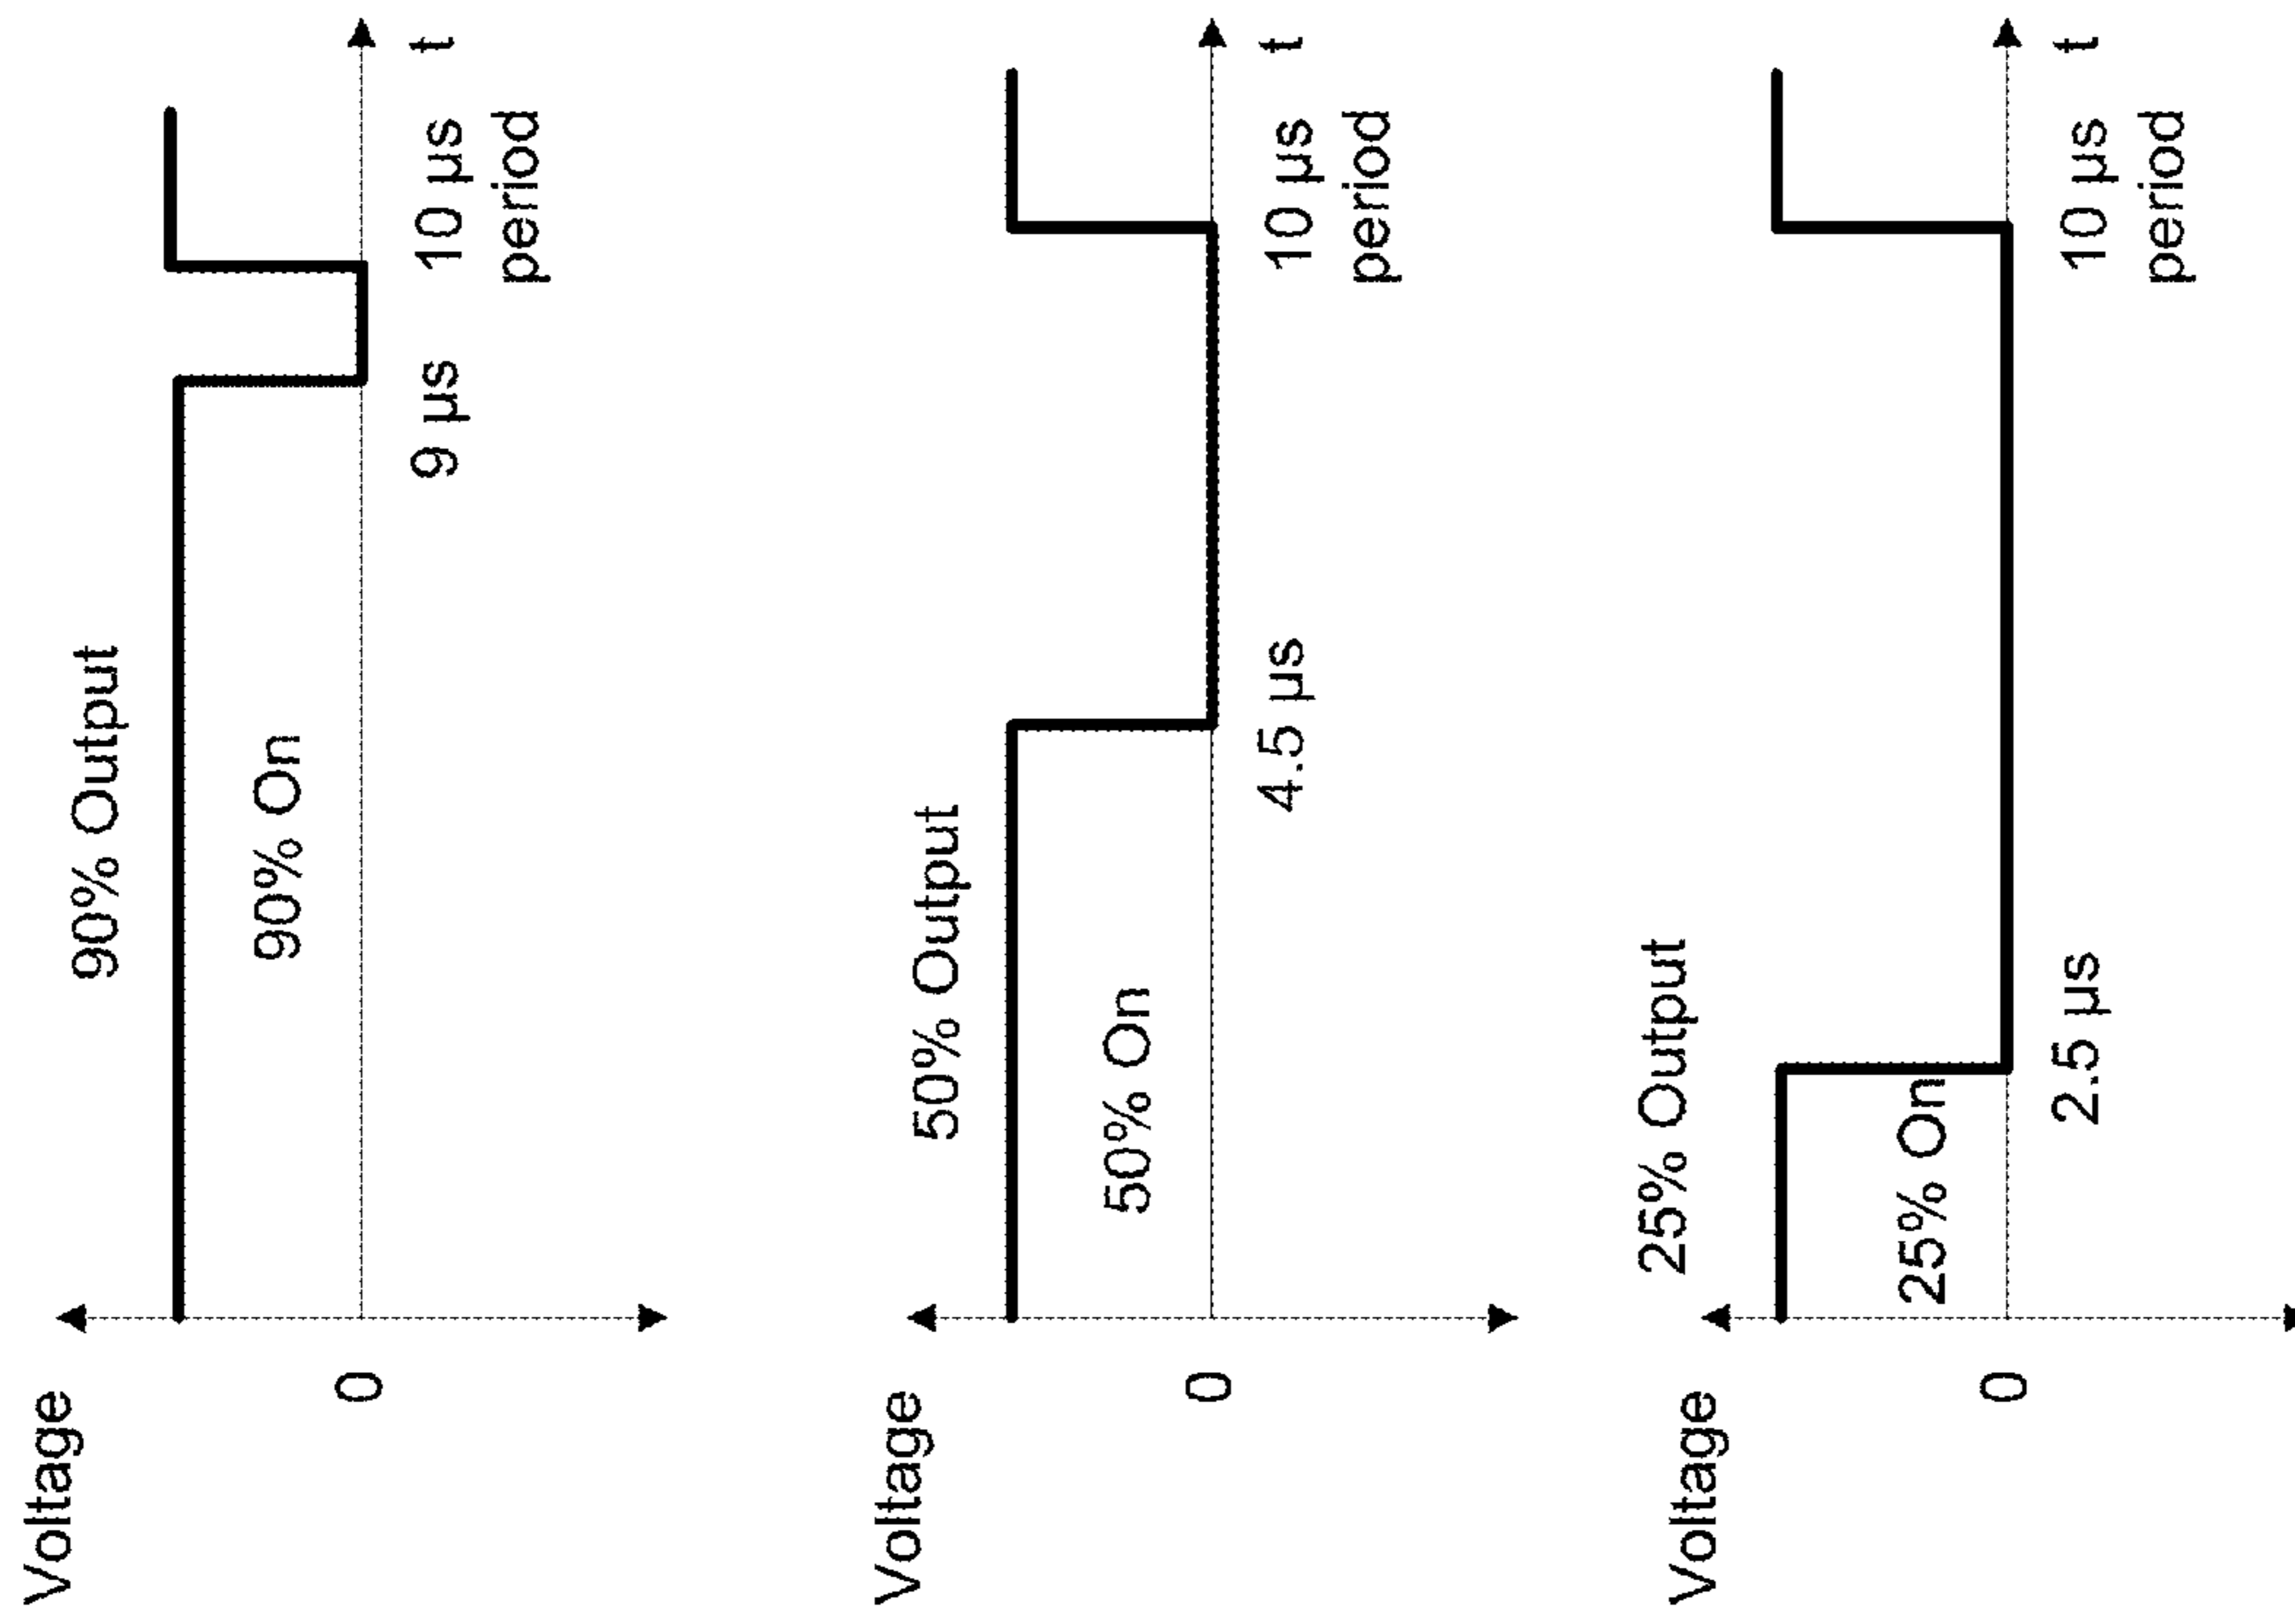 Voltage
90% Output
90% On
0
9 µs
10 µs
period
t
Voltage
50% Output
50% On
0
4.5 µs
10 µs
period
t
Voltage
25% Output
25% On
0
2.5 µs
10 µs
period
t